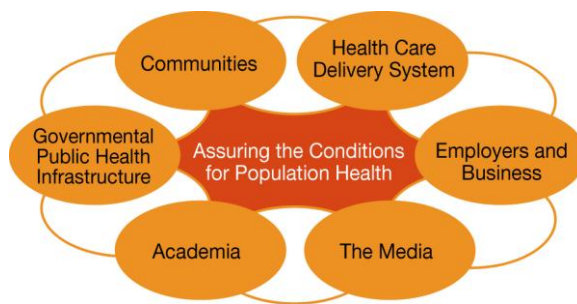 Communities
Health Care
Delivery System
Governmental
Public Health
Infrastructure
Assuring the Conditions
for Population Health
Employers and
Business
Academia
The Media